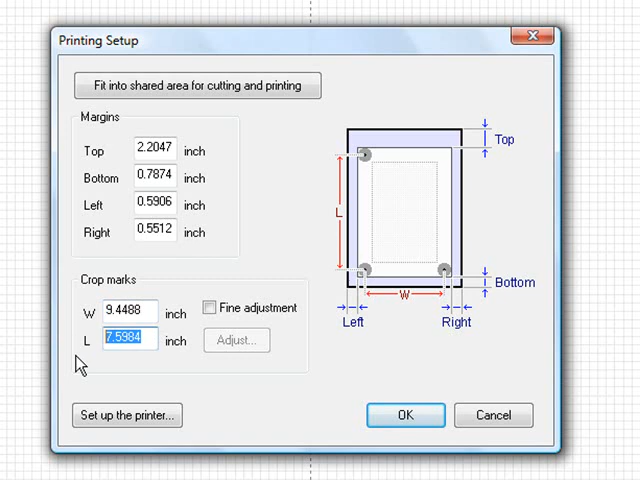 Printing Setup
Fit into shared area for cutting and printing
Margins
Top 2.2047 inch
Bottom 0.7874 inch
Left 0.5906 inch
Right 0.5512 inch
Top
L
W
Bottom
Left
Right
Crop marks
W 9.4488 inch
Fine adjustment
L 7.5984 inch
Adjust...
Set up the printer...
OK
Cancel